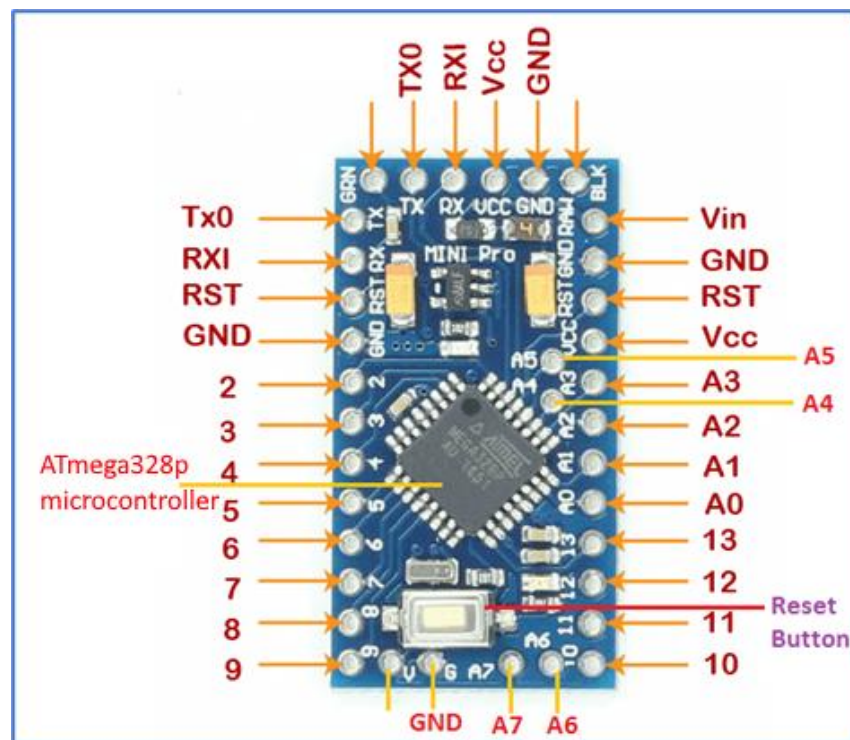 TX0
RXI
Vcc
GND
GRN
TX
RX
VCC
GND
BLK
Tx0
TX
RAW
Vin
RXI
RX
MINI Pro
GND
GND
RST
RST
RST
RST
GND
GND
VCC
Vcc
A5
A5
2
2
A4
A3
A3
A4
3
3
A2
A2
ATmega328p
microcontroller
4
4
ATMEL
MEGA328P
A1
A1
5
5
A0
A0
6
6
13
13
7
7
12
12
8
8
11
11
Reset
Button
9
9
V
G
A7
A6
10
10
GND
A7
A6